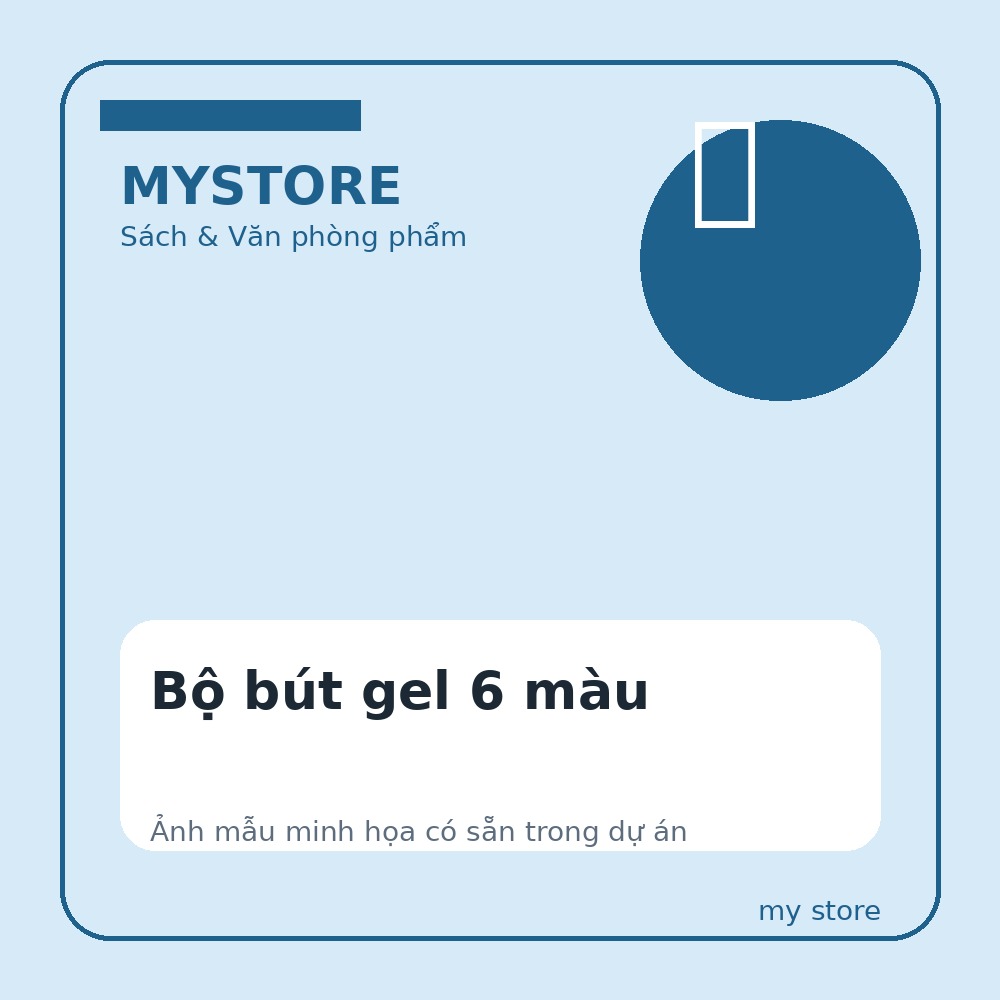 MYSTORE
Sách & Văn phòng phẩm
Bộ bút gel 6 màu
Ảnh mẫu minh họa có sẵn trong dự án
my store